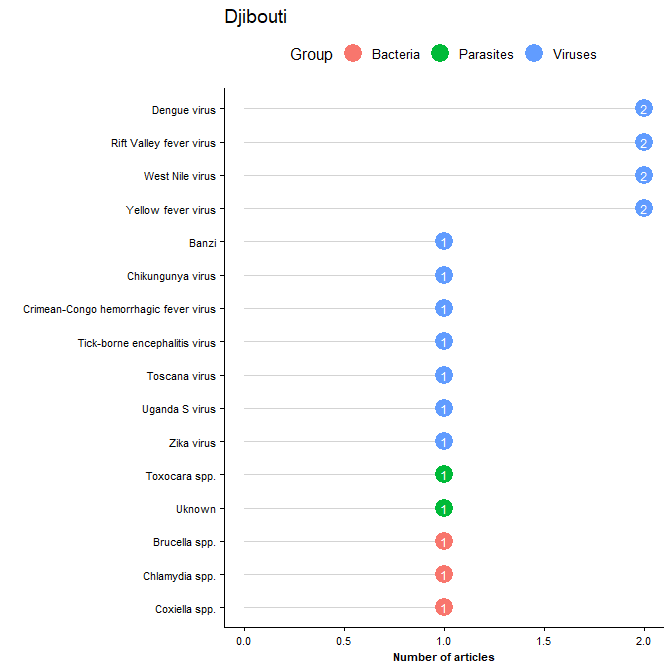 Djibouti
Group Bacteria Parasites Viruses
Dengue virus 2
Rift Valley fever virus 2
West Nile virus 2
Yellow fever virus 2
Banzi 1
Chikungunya virus 1
Crimean-Congo hemorrhagic fever virus 1
Tick-borne encephalitis virus 1
Toscana virus 1
Uganda S virus 1
Zika virus 1
Toxocara spp. 1
Uknown 1
Brucella spp. 1
Chlamydia spp. 1
Coxiella spp. 1
0.0 0.5 1.0 1.5 2.0
Number of articles